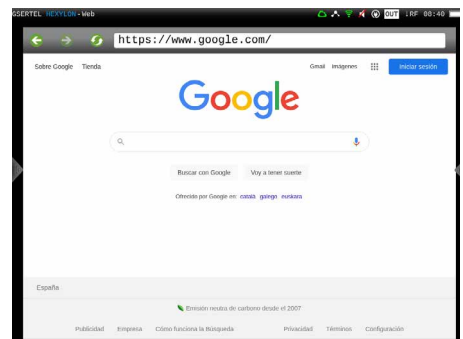 GSERTEL HEXYLON - Web OUT ↓RF 00:40
https://www.google.com/
Sobre Google Tienda Gmail Imágenes Iniciar sesión
Google
Buscar con Google Voy a tener suerte
Ofrecido por Google en: català galego euskara
España
Emisión neutra de carbono desde el 2007
Publicidad Empresa Cómo funciona la Búsqueda Privacidad Términos Configuración